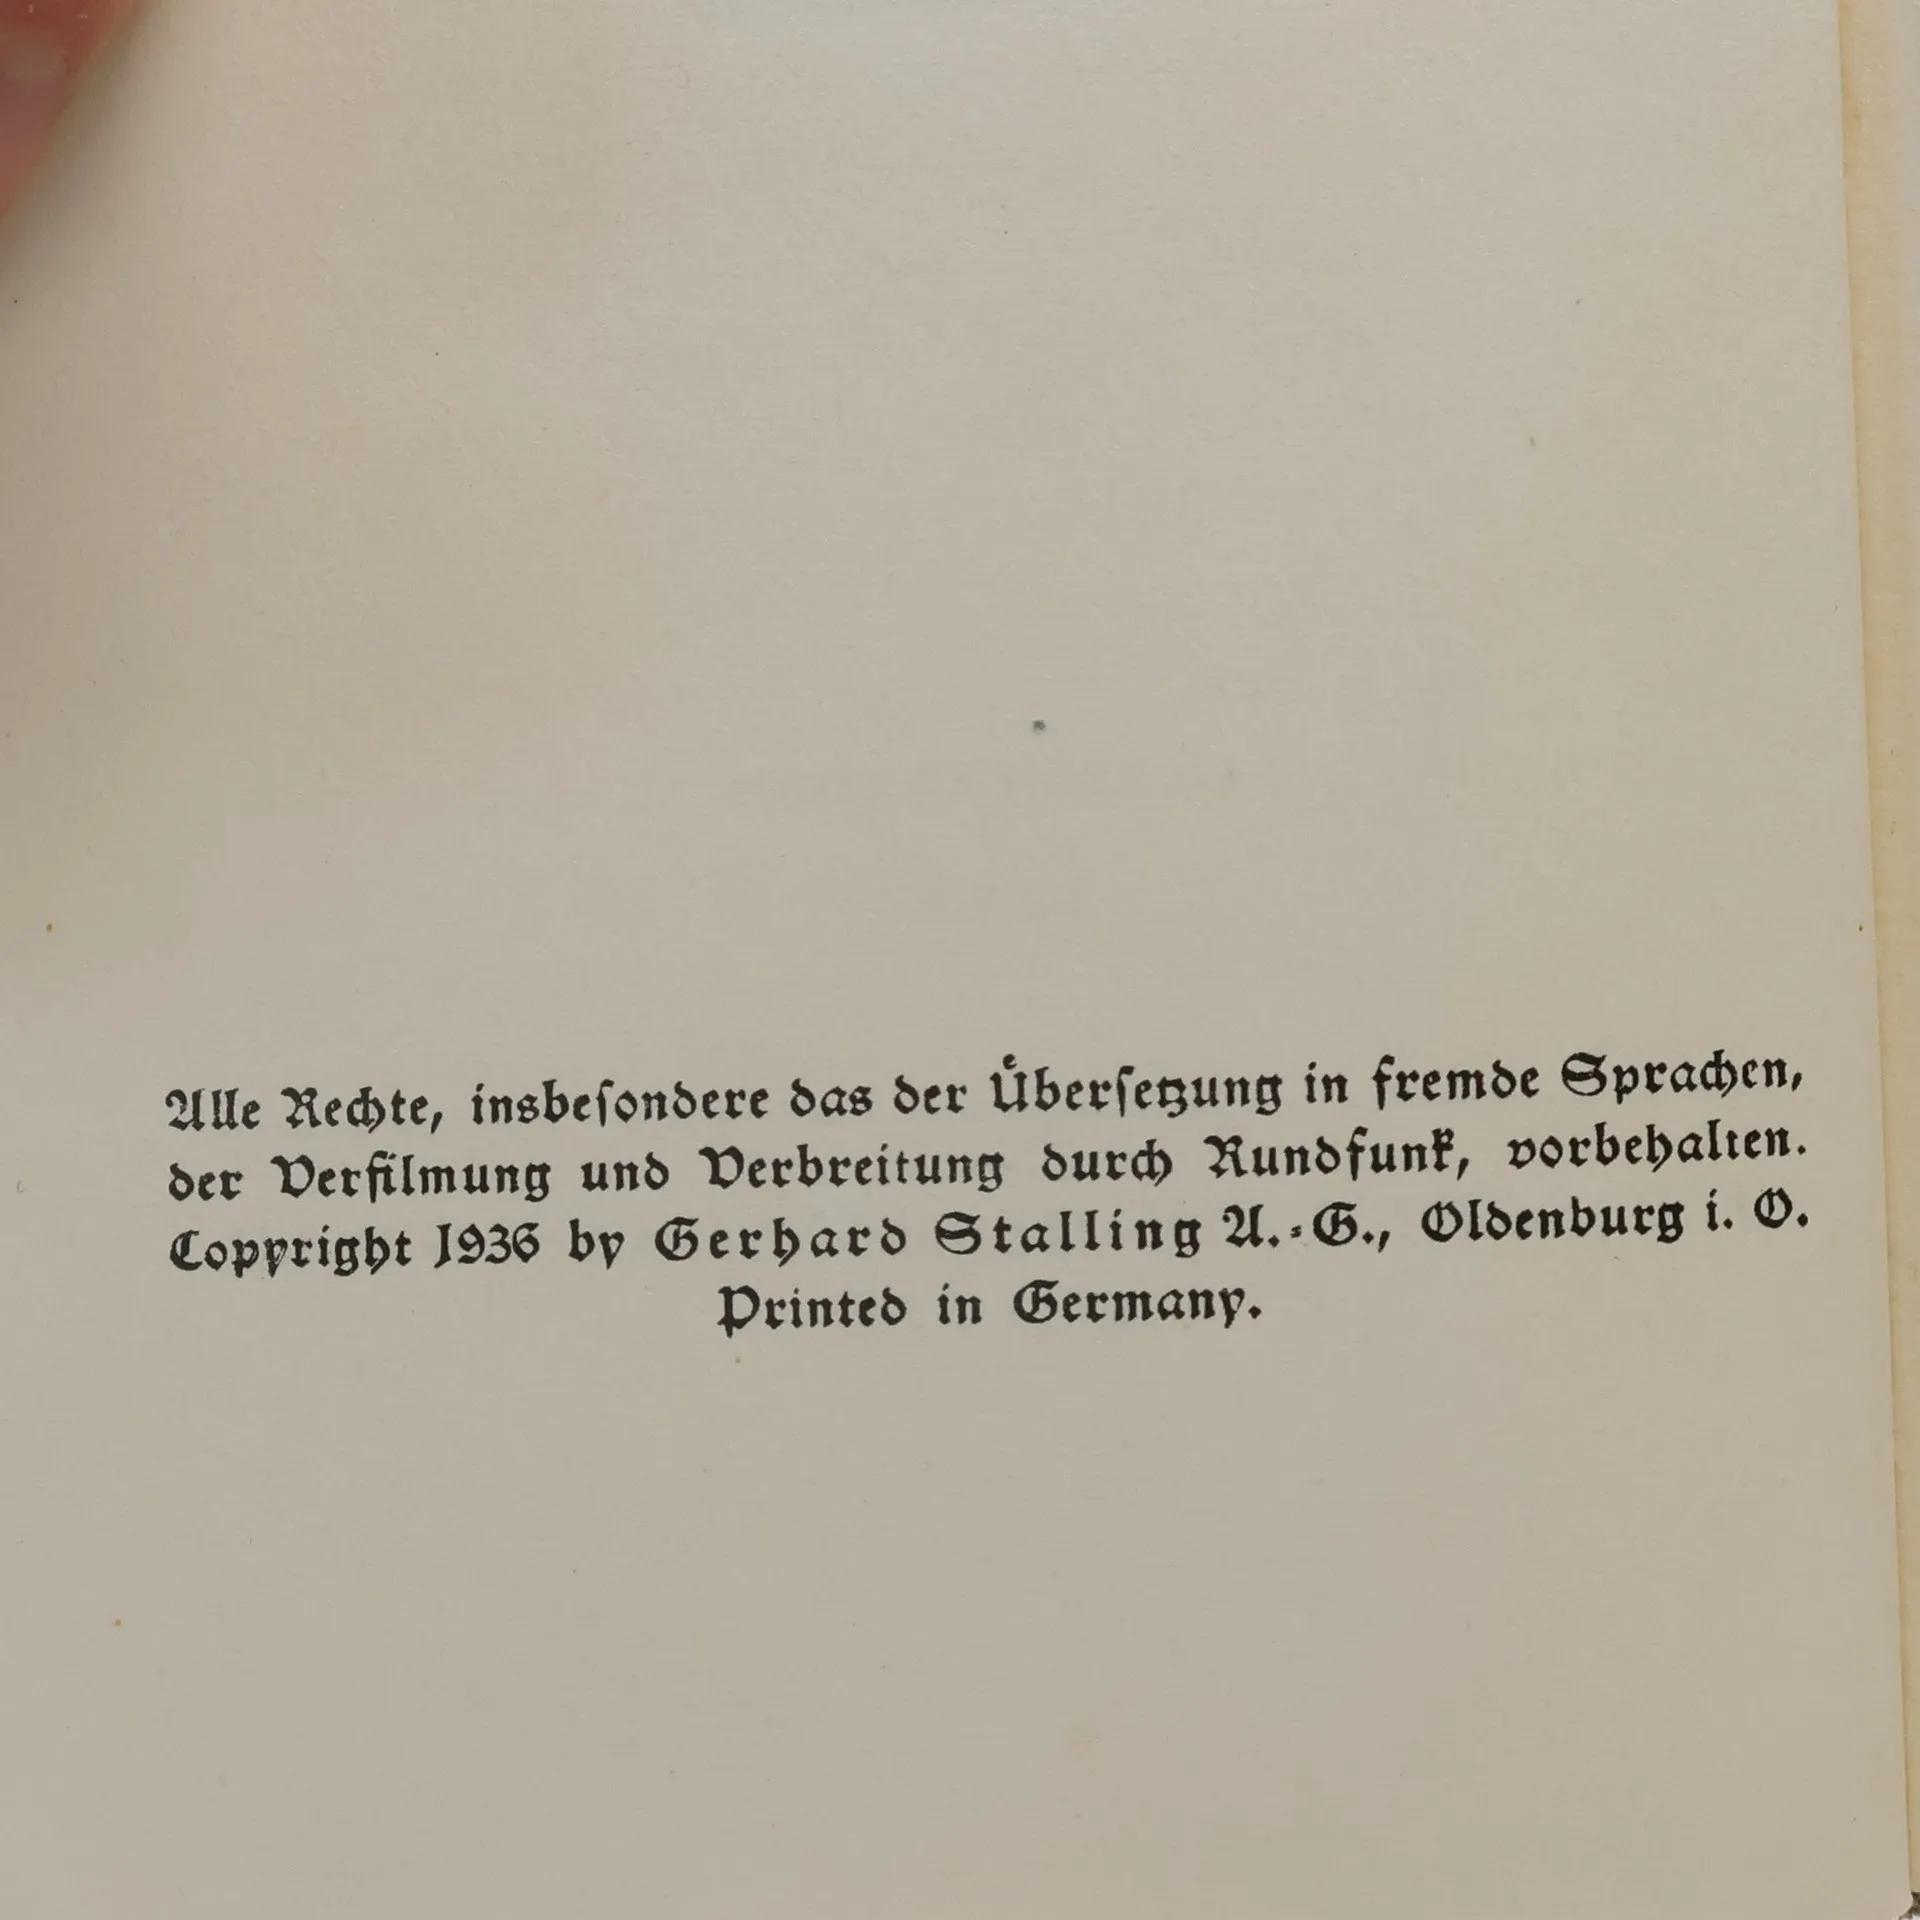 Alle Rechte, insbeſondere das der Überſetzung in fremde Sprachen,
der Verfilmung und Verbreitung durch Rundfunk, vorbehalten.
Copyright 1936 by Gerhard Stalling A.-G., Oldenburg i. O.
Printed in Germany.